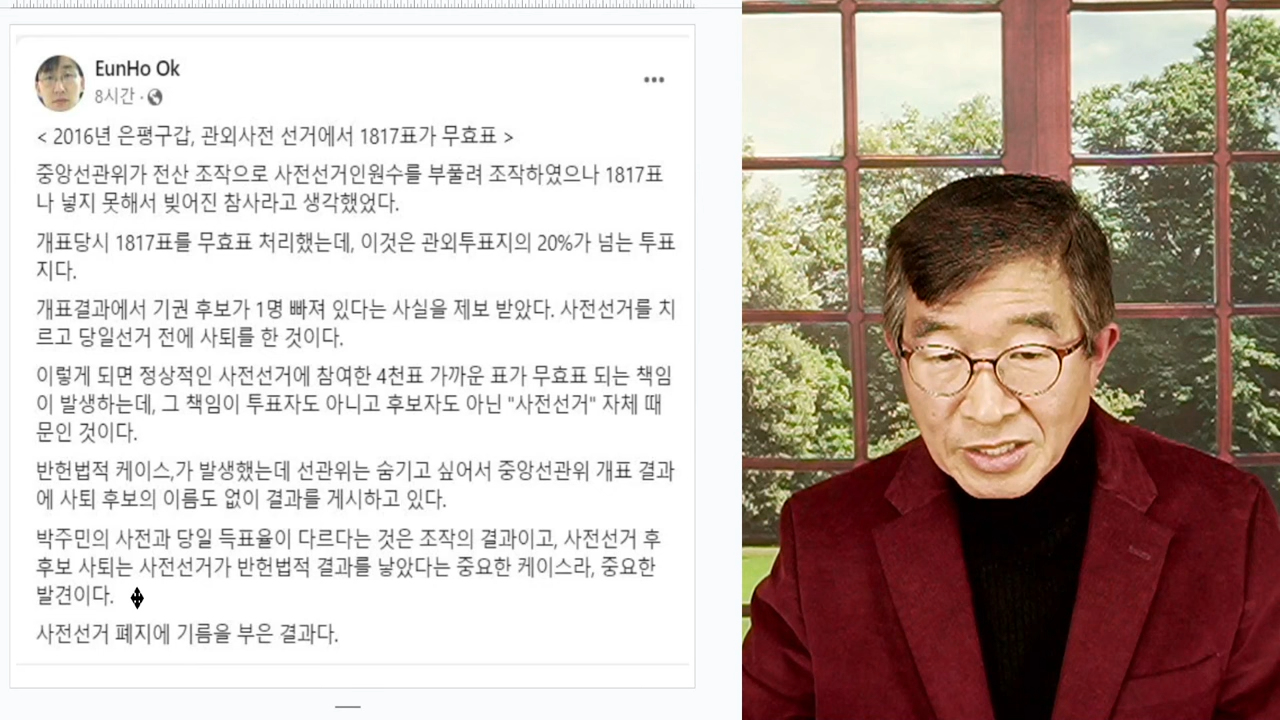 EunHo Ok
8시간 ·
< 2016년 은평구갑, 관외사전 선거에서 1817표가 무효표 >
중앙선관위가 전산 조작으로 사전선거인원수를 부풀려 조작하였으나 1817표
나 넣지 못해서 빚어진 참사라고 생각했었다.
개표당시 1817표를 무효표 처리했는데, 이것은 관외투표지의 20%가 넘는 투표
지다.
개표결과에서 기권 후보가 1명 빠져 있다는 사실을 제보 받았다. 사전선거를 치
르고 당일선거 전에 사퇴를 한 것이다.
이렇게 되면 정상적인 사전선거에 참여한 4천표 가까운 표가 무효표 되는 책임
이 발생하는데, 그 책임이 투표자도 아니고 후보자도 아닌 "사전선거" 자체 때
문인 것이다.
반헌법적 케이스,가 발생했는데 선관위는 숨기고 싶어서 중앙선관위 개표 결과
에 사퇴 후보의 이름도 없이 결과를 게시하고 있다.
박주민의 사전과 당일 득표율이 다르다는 것은 조작의 결과이고, 사전선거 후
후보 사퇴는 사전선거가 반헌법적 결과를 낳았다는 중요한 케이스라, 중요한
발견이다.
사전선거 폐지에 기름을 부은 결과다.